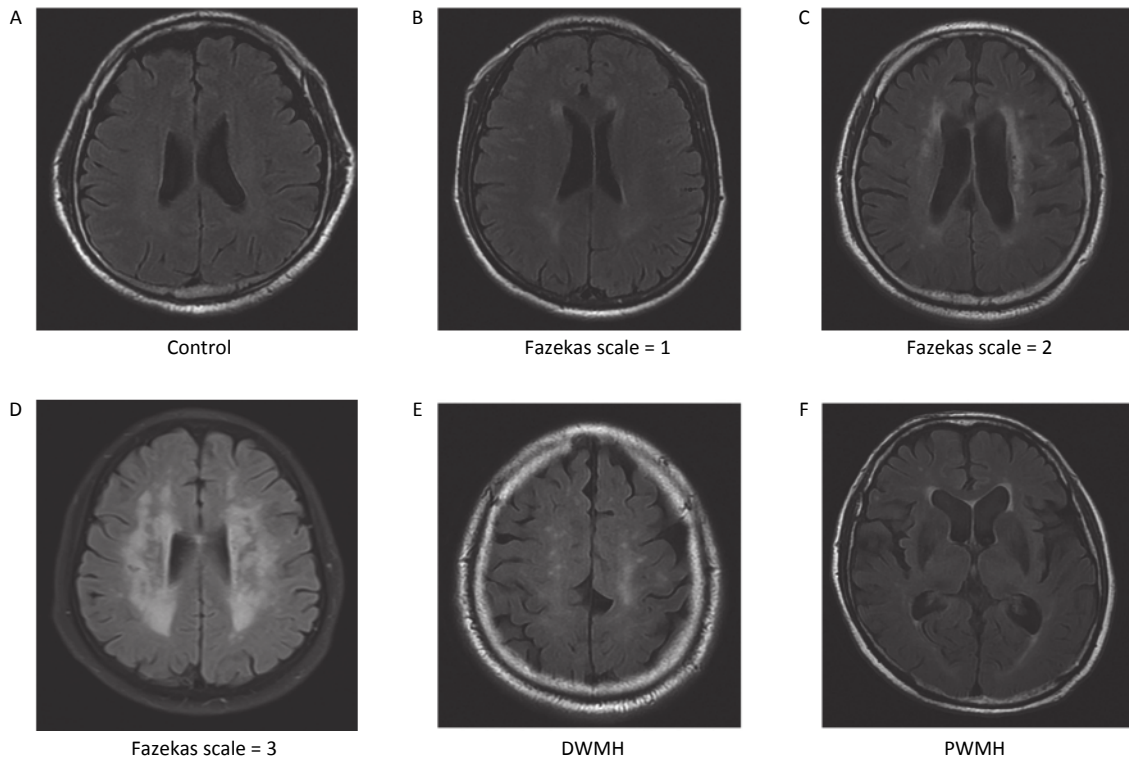 A
B
C
Control
Fazekas scale = 1
Fazekas scale = 2
D
E
F
Fazekas scale = 3
DWMH
PWMH